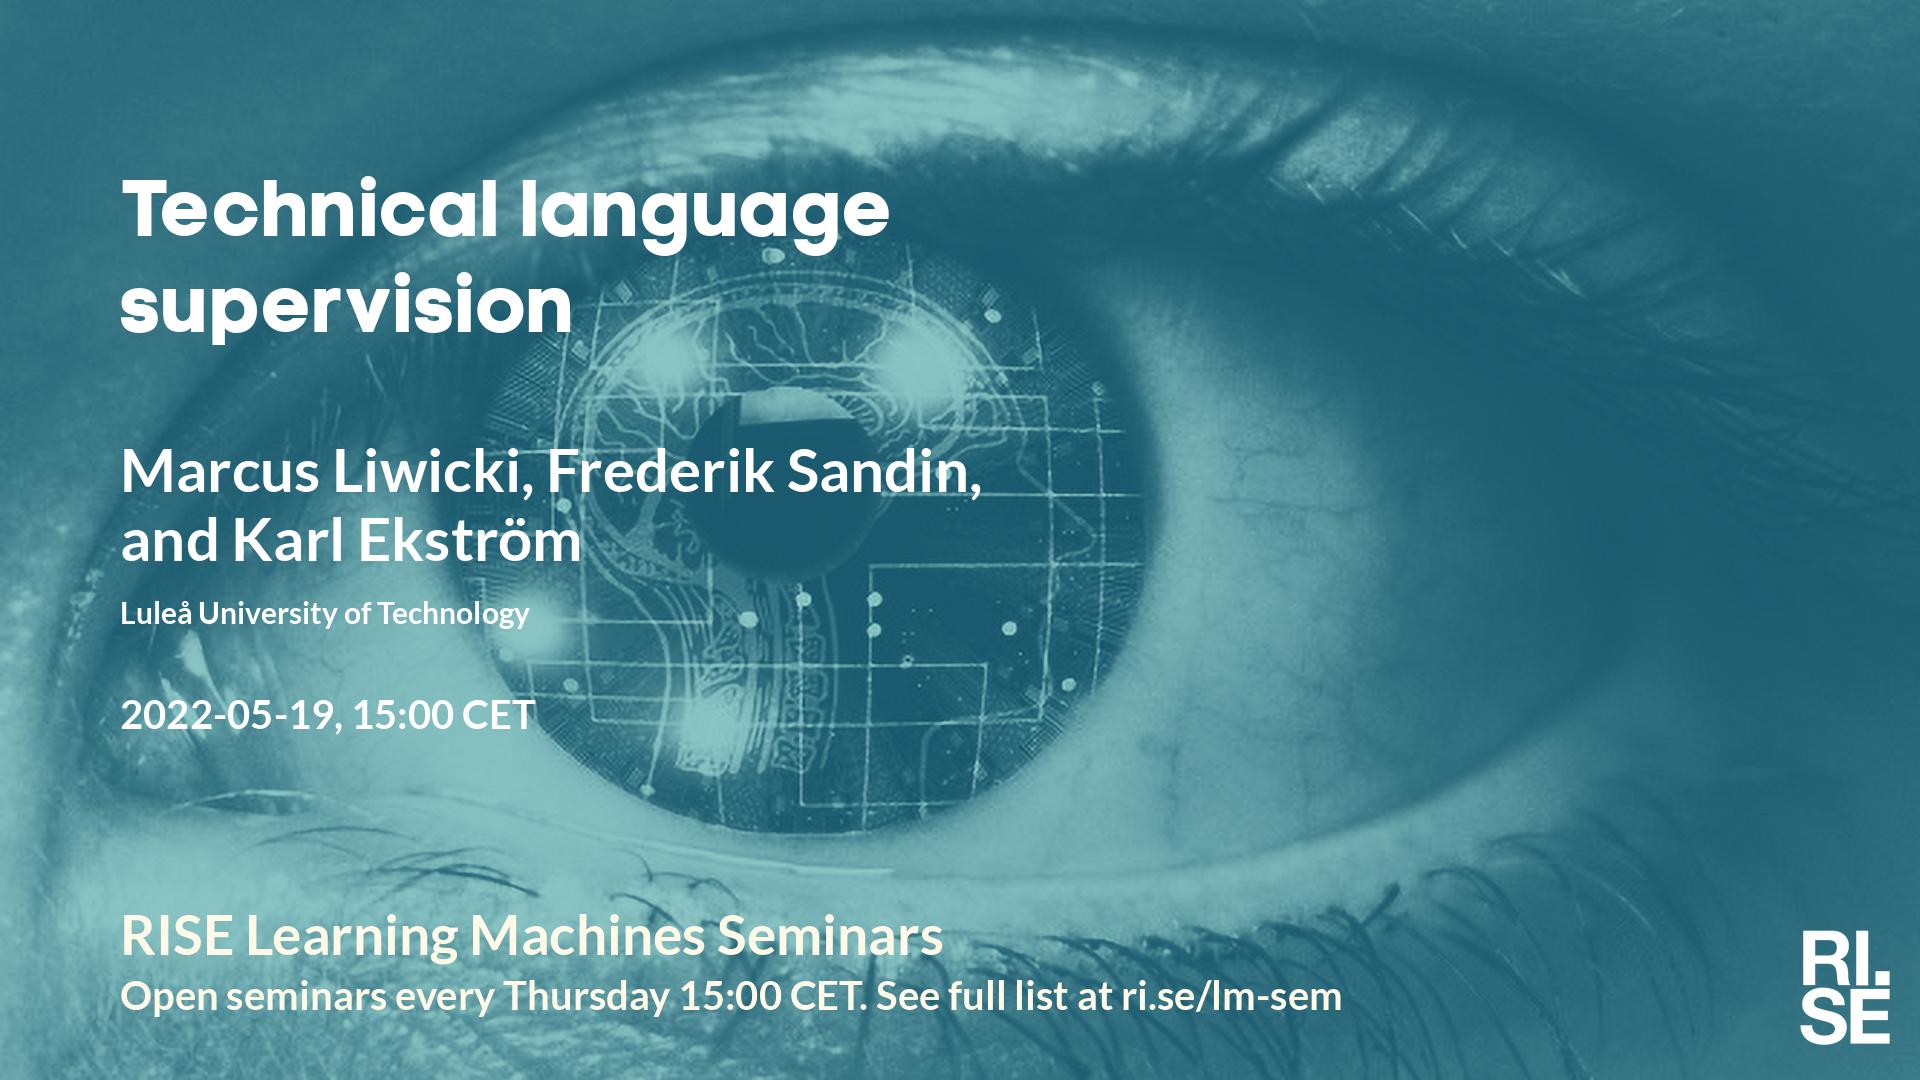 Technical language
supervision
Marcus Liwicki, Frederik Sandin,
and Karl Ekström
Luleå University of Technology
2022-05-19, 15:00 CET
RISE Learning Machines Seminars
Open seminars every Thursday 15:00 CET. See full list at ri.se/lm-sem
RI.
SE